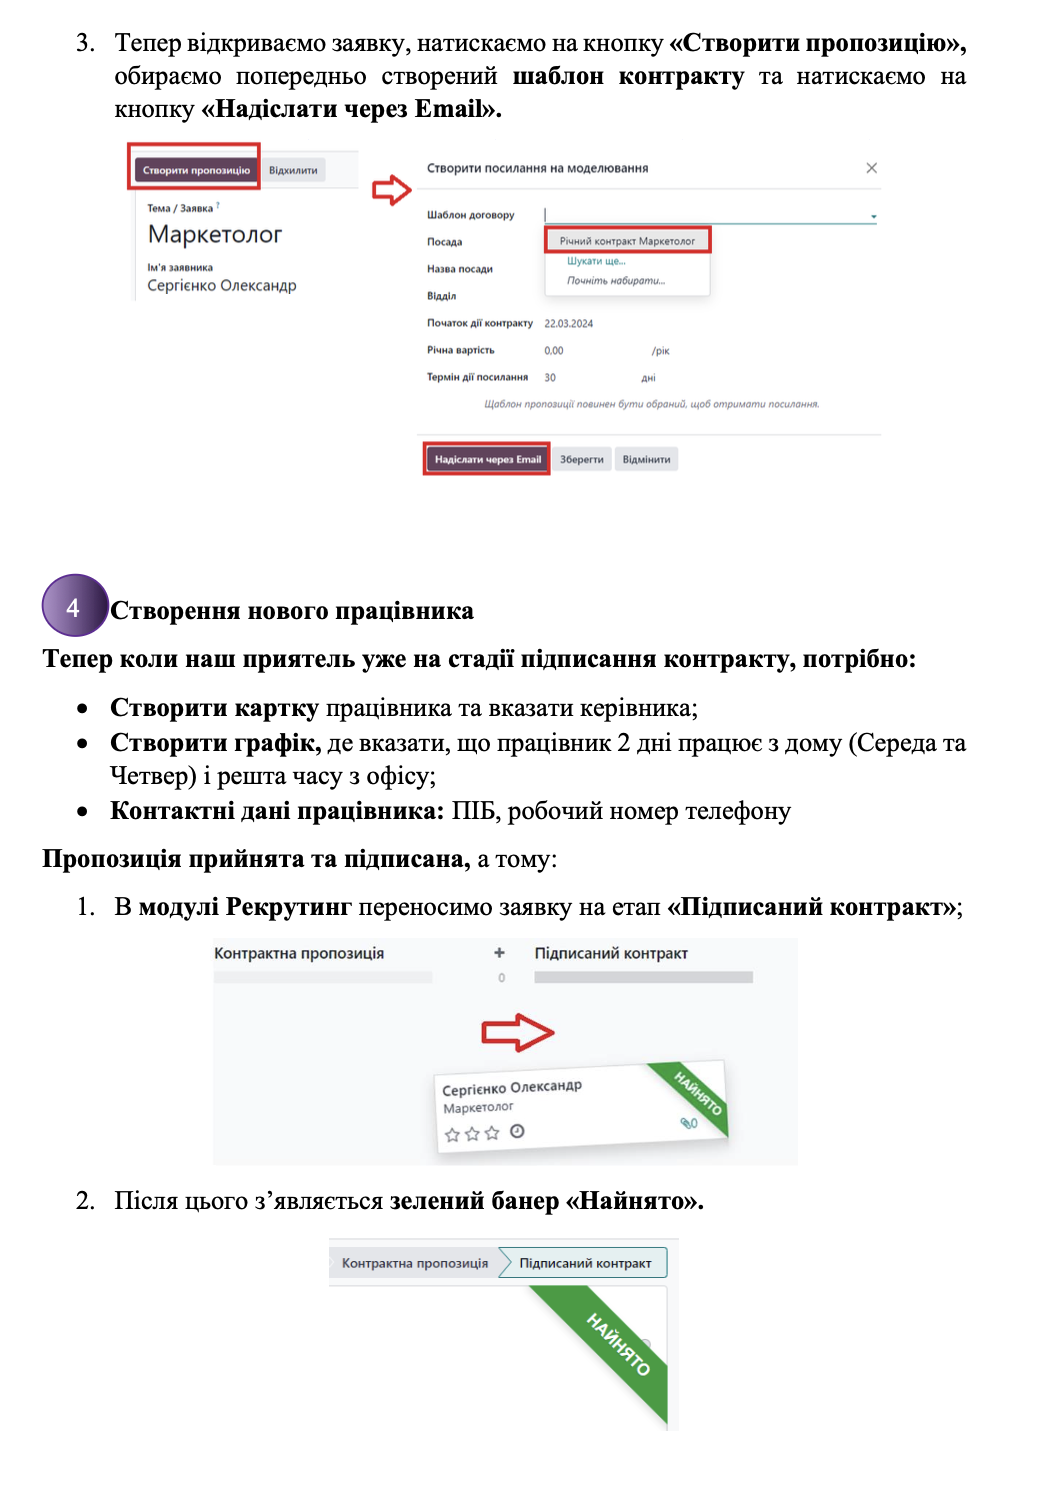 3. Тепер відкриваємо заявку, натискаємо на кнопку «Створити пропозицію»,
обираємо попередньо створений шаблон контракту та натискаємо на
кнопку «Надіслати через Email».
Створити пропозицію
Відхилити
Тема / Заявка ?
Маркетолог
Ім'я заявника
Сергієнко Олександр
Створити посилання на моделювання
Шаблон договору
Річний контракт Маркетолог
Шукати ще...
Почніть набирати...
Посада
Назва посади
Відділ
Початок дії контракту 22.03.2024
Річна вартість 0,00 /рік
Термін дії посилання 30 дні
Шаблон пропозиції повинен бути обраний, щоб отримати посилання.
Надіслати через Email Зберегти Відмінити
4 Створення нового працівника
Тепер коли наш приятель уже на стадії підписання контракту, потрібно:
• Створити картку працівника та вказати керівника;
• Створити графік, де вказати, що працівник 2 дні працює з дому (Середа та
Четвер) і решта часу з офісу;
• Контактні дані працівника: ПІБ, робочий номер телефону
Пропозиція прийнята та підписана, а тому:
1. В модулі Рекрутинг переносимо заявку на етап «Підписаний контракт»;
Контрактна пропозиція + Підписаний контракт
0
Сергієнко Олександр
Маркетолог
НАЙНЯТО
0
2. Після цього з’являється зелений банер «Найнято».
Контрактна пропозиція Підписаний контракт
НАЙНЯТО